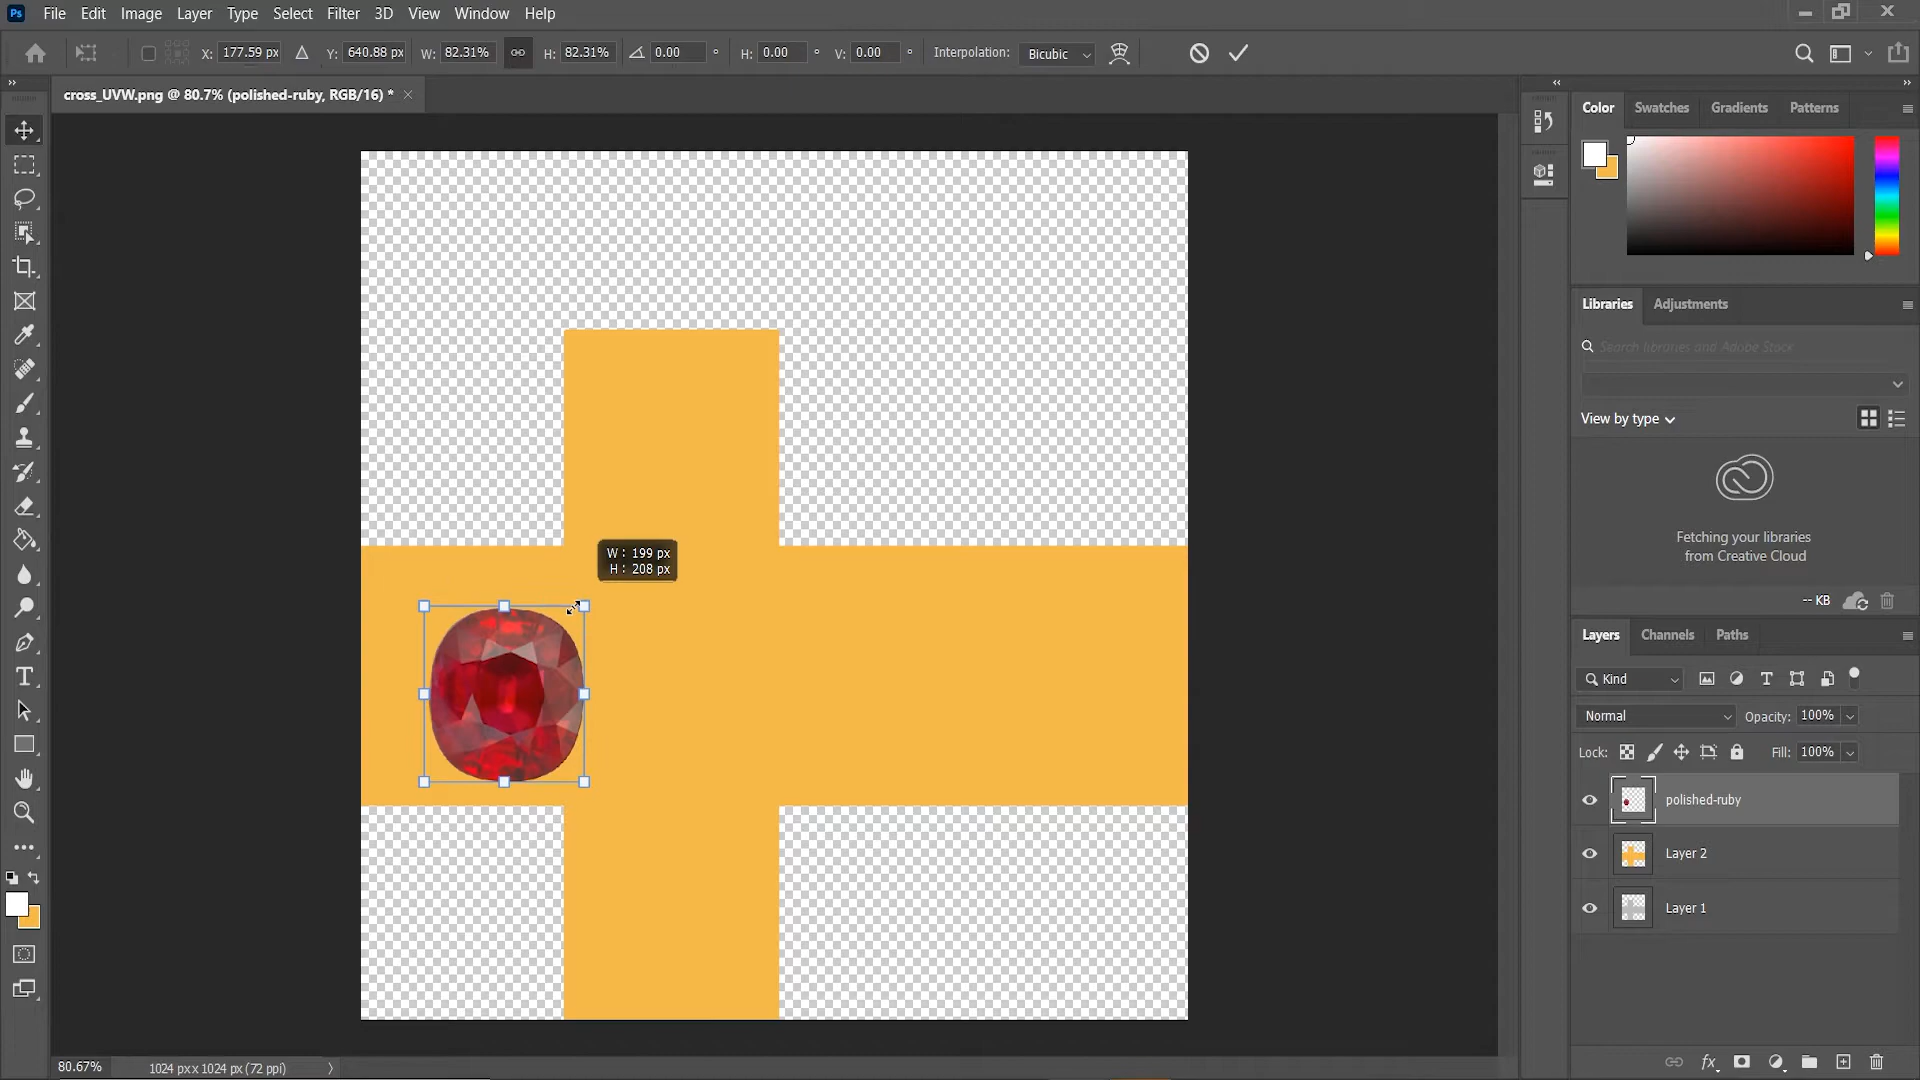 Ps File Edit Image Layer Type Select Filter 3D View Window Help
X: 177.59 px Y: 640.88 px W: 82.31% H: 82.31% 0.00 ° H: 0.00 ° V: 0.00 ° Interpolation: Bicubic
cross_UVW.png @ 80.7% (polished-ruby, RGB/16) * ×
Color Swatches Gradients Patterns
Libraries Adjustments
Search libraries and Adobe Stock
View by type
Fetching your libraries
from Creative Cloud
-- KB
W: 199 px
H: 208 px
Layers Channels Paths
Kind
Normal Opacity: 100%
Lock: Fill: 100%
polished-ruby
Layer 2
Layer 1
fx
80.67% 1024 px x 1024 px (72 ppi)